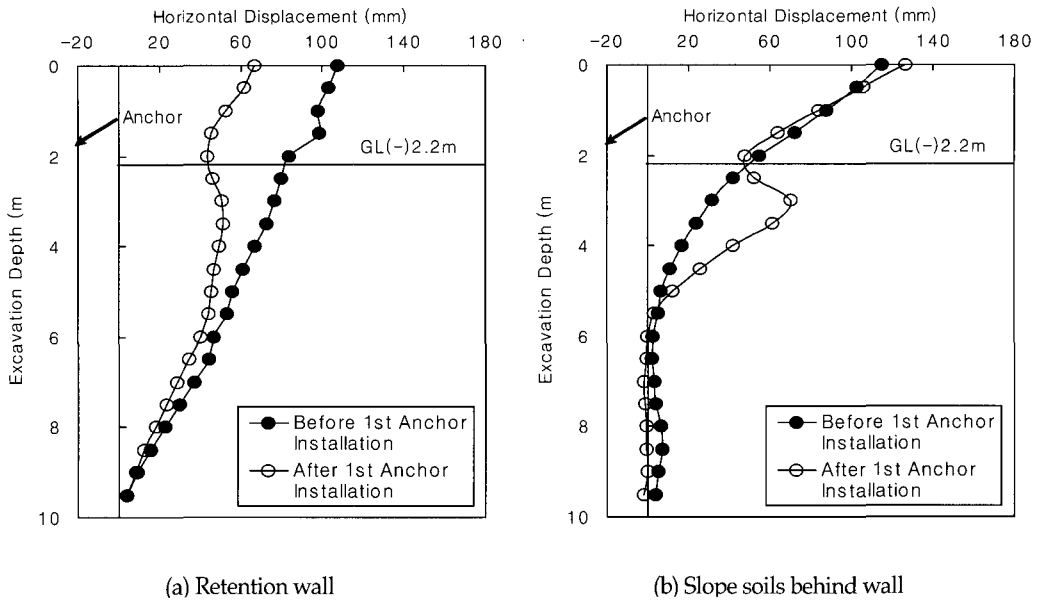 Horizontal Displacement (mm)
-20 20 60 100 140 180
0
2
4
6
8
10
Excavation Depth (m
Anchor
GL(-)2.2m
Before 1st Anchor
Installation
After 1st Anchor
Installation
(a) Retention wall
Horizontal Displacement (mm)
-20 20 60 100 140 180
0
2
4
6
8
10
Excavation Depth (m
Anchor
GL(-)2.2m
Before 1st Anchor
Installation
After 1st Anchor
Installation
(b) Slope soils behind wall